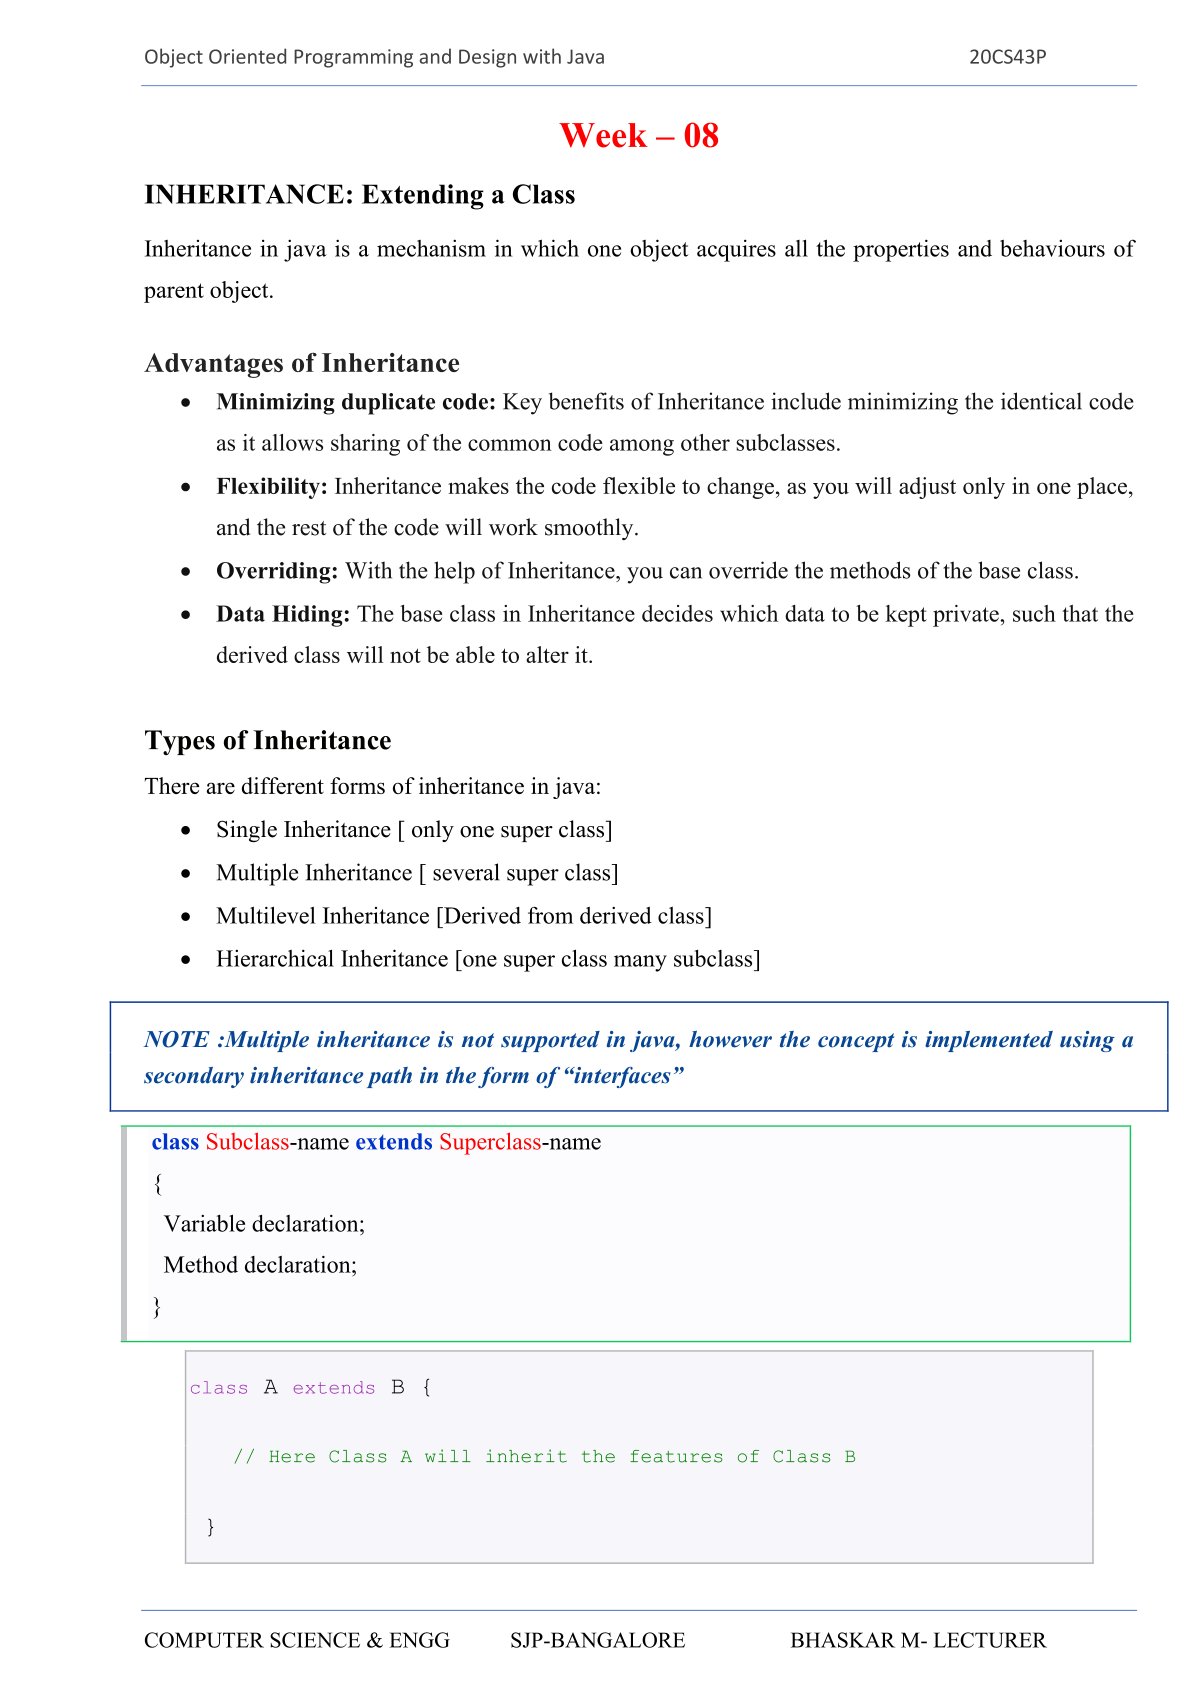 Object Oriented Programming and Design with Java 20CS43P
Week – 08
INHERITANCE: Extending a Class
Inheritance in java is a mechanism in which one object acquires all the properties and behaviours of
parent object.
Advantages of Inheritance
• Minimizing duplicate code: Key benefits of Inheritance include minimizing the identical code
as it allows sharing of the common code among other subclasses.
• Flexibility: Inheritance makes the code flexible to change, as you will adjust only in one place,
and the rest of the code will work smoothly.
• Overriding: With the help of Inheritance, you can override the methods of the base class.
• Data Hiding: The base class in Inheritance decides which data to be kept private, such that the
derived class will not be able to alter it.
Types of Inheritance
There are different forms of inheritance in java:
• Single Inheritance [ only one super class]
• Multiple Inheritance [ several super class]
• Multilevel Inheritance [Derived from derived class]
• Hierarchical Inheritance [one super class many subclass]
NOTE :Multiple inheritance is not supported in java, however the concept is implemented using a
secondary inheritance path in the form of “interfaces”
class Subclass-name extends Superclass-name
{
Variable declaration;
Method declaration;
}
class A extends B {
// Here Class A will inherit the features of Class B
}
COMPUTER SCIENCE & ENGG SJP-BANGALORE BHASKAR M- LECTURER